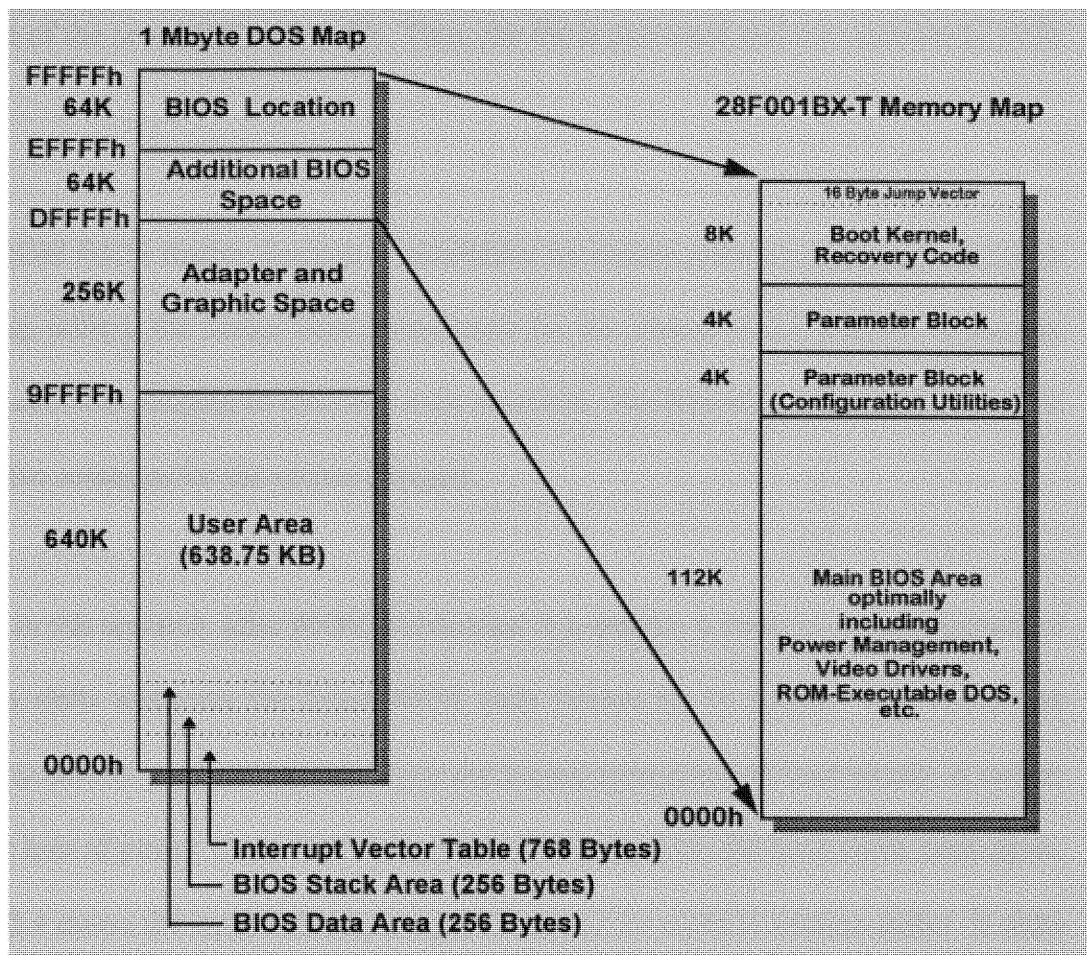 1 Mbyte DOS Map
FFFFFh
64K
BIOS Location
EFFFFh
64K
Additional BIOS
Space
DFFFFh
256K
Adapter and
Graphic Space
9FFFFh
640K
User Area
(638.75 KB)
0000h
Interrupt Vector Table (768 Bytes)
BIOS Stack Area (256 Bytes)
BIOS Data Area (256 Bytes)
28F001BX-T Memory Map
16 Byte Jump Vector
8K
Boot Kernel,
Recovery Code
4K
Parameter Block
4K
Parameter Block
(Configuration Utilities)
112K
Main BIOS Area
optimally
including
Power Management,
Video Drivers,
ROM-Executable DOS,
etc.
0000h